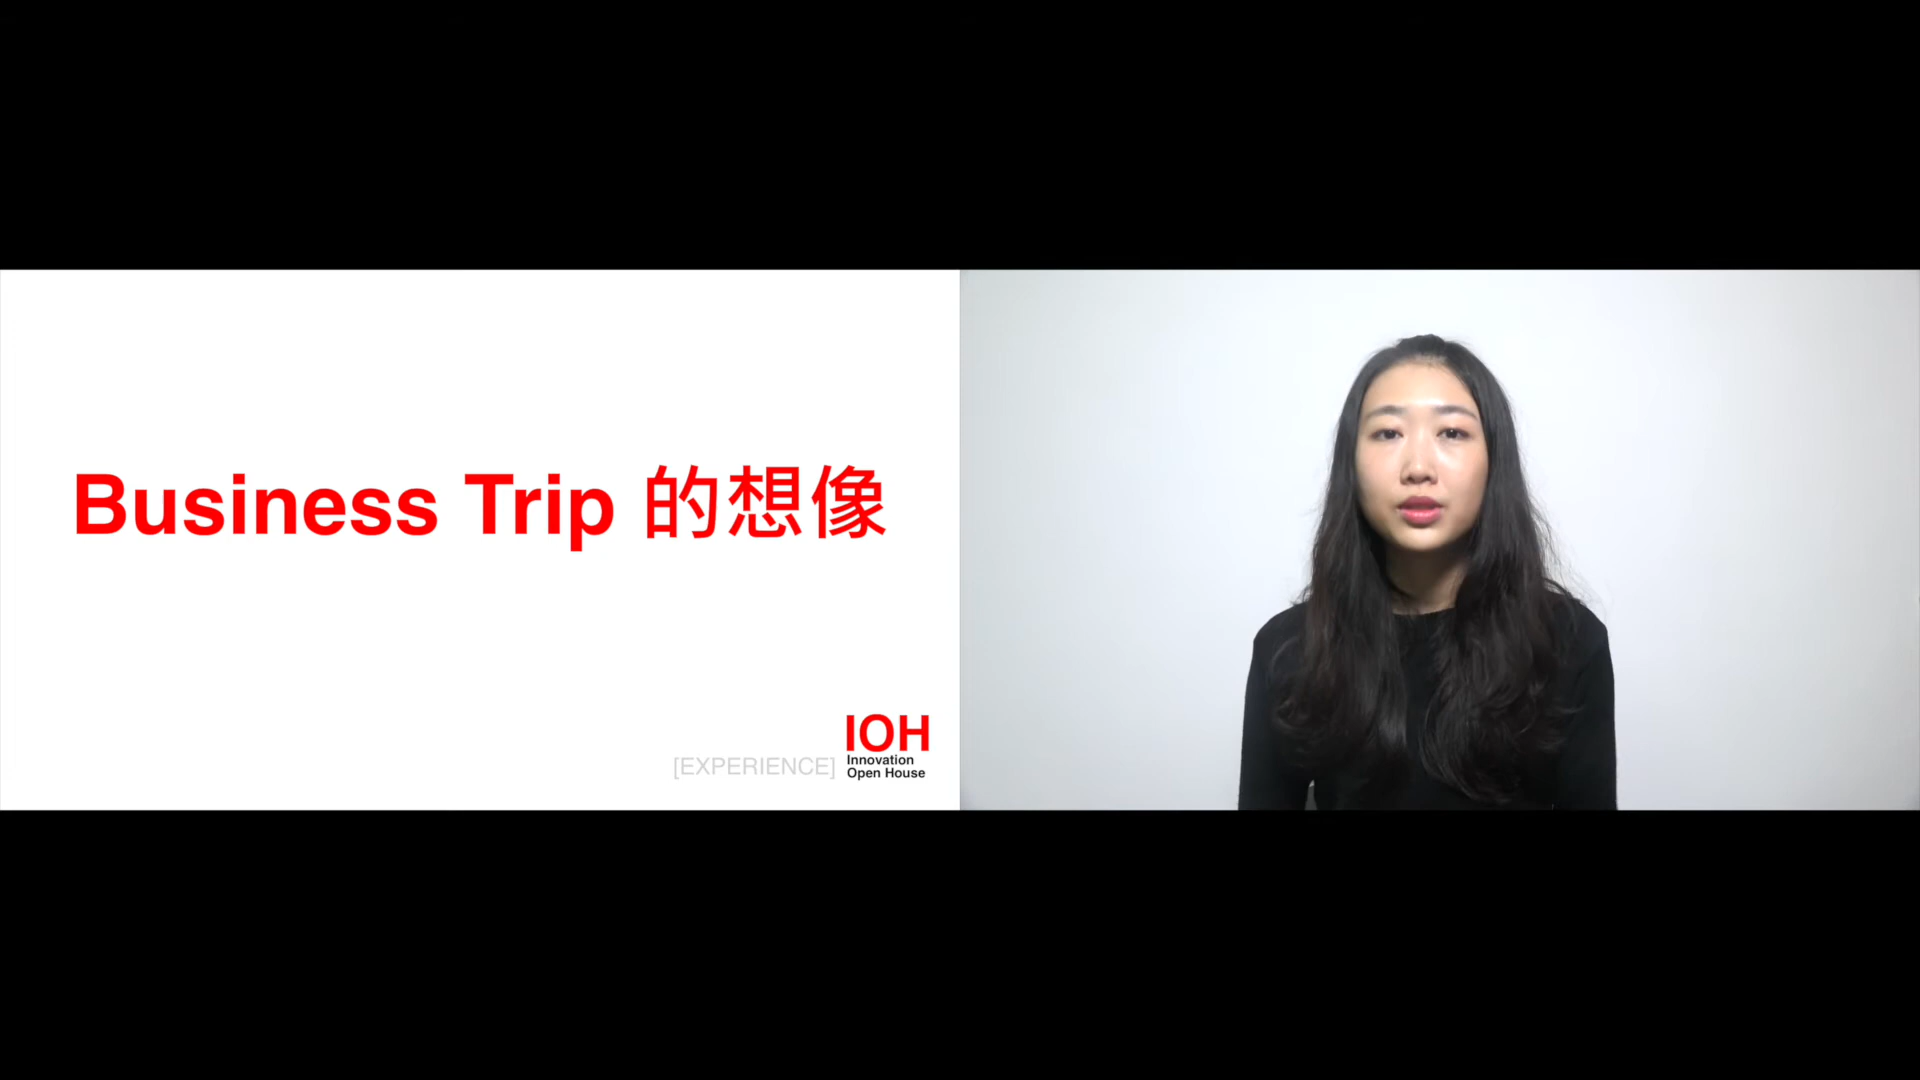 Business Trip 的想像
[EXPERIENCE]
IOH
Innovation
Open House